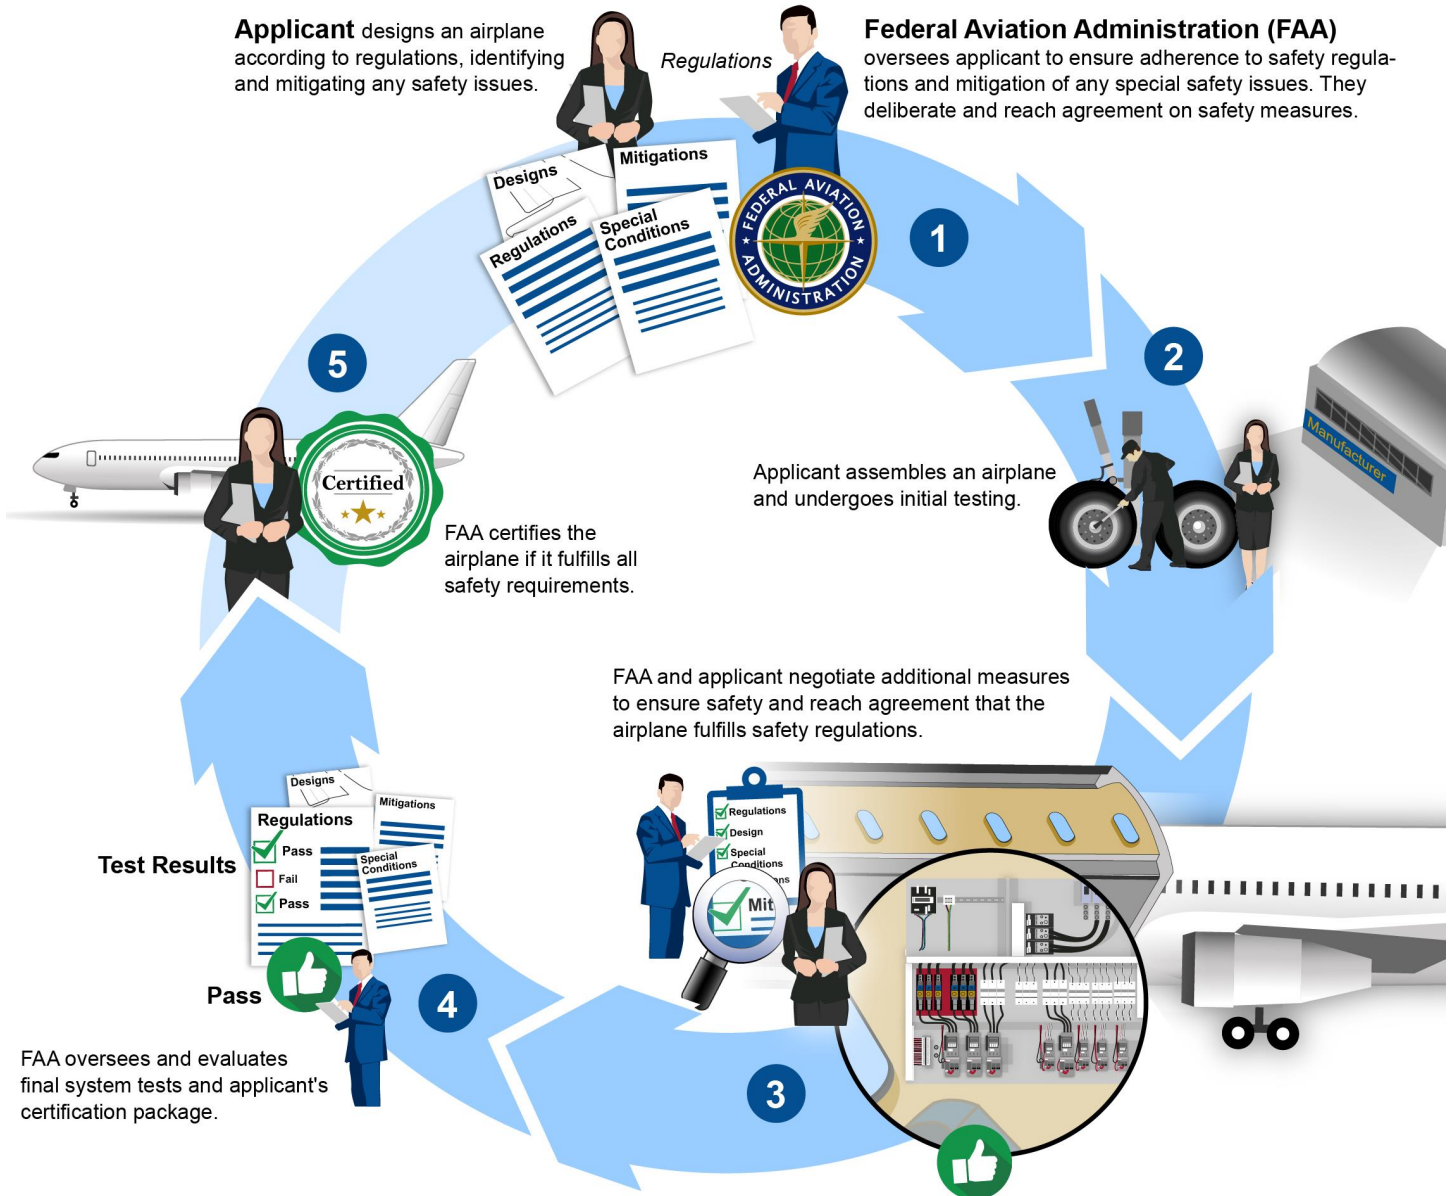 Applicant designs an airplane
according to regulations, identifying
and mitigating any safety issues.
Regulations
Federal Aviation Administration (FAA)
oversees applicant to ensure adherence to safety regula-
tions and mitigation of any special safety issues. They
deliberate and reach agreement on safety measures.
Designs
Mitigations
Regulations
Special
Conditions
FEDERAL AVIATION
ADMINISTRATION
1
2
Manufacturer
Applicant assembles an airplane
and undergoes initial testing.
5
Certified
FAA certifies the
airplane if it fulfills all
safety requirements.
FAA and applicant negotiate additional measures
to ensure safety and reach agreement that the
airplane fulfills safety regulations.
Regulations
Design
Special
Conditions
Mit
3
Designs
Mitigations
Regulations
Pass
Fail
Pass
Special
Conditions
Test Results
Pass
4
FAA oversees and evaluates
final system tests and applicant's
certification package.